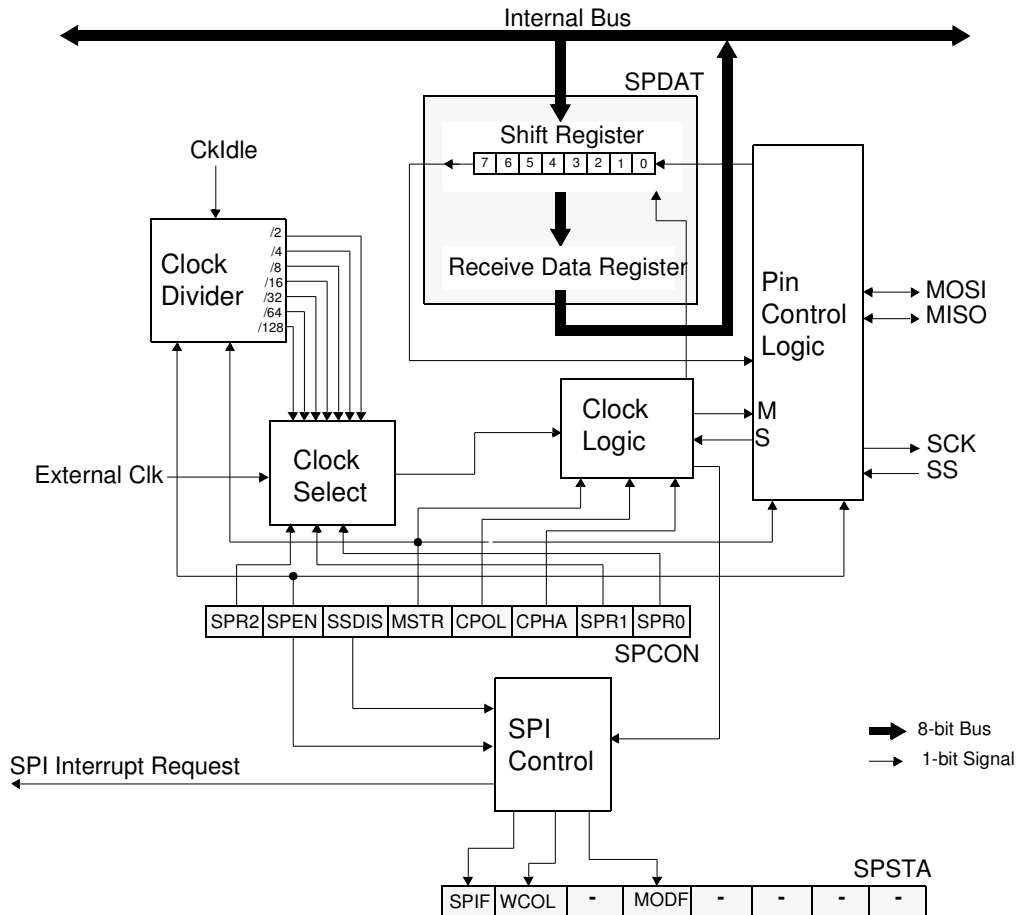 Internal Bus
SPDAT
Shift Register
7 6 5 4 3 2 1 0
CkIdle
Clock
Divider
/2
/4
/8
/16
/32
/64
/128
Receive Data Register
Pin
Control
Logic
MOSI
MISO
Clock
Logic
M
S
SCK
SS
External Clk
Clock
Select
SPR2 SPEN SSDIS MSTR CPOL CPHA SPR1 SPR0
SPCON
SPI
Control
8-bit Bus
1-bit Signal
SPI Interrupt Request
SPSTA
SPIF WCOL - MODF - - - -